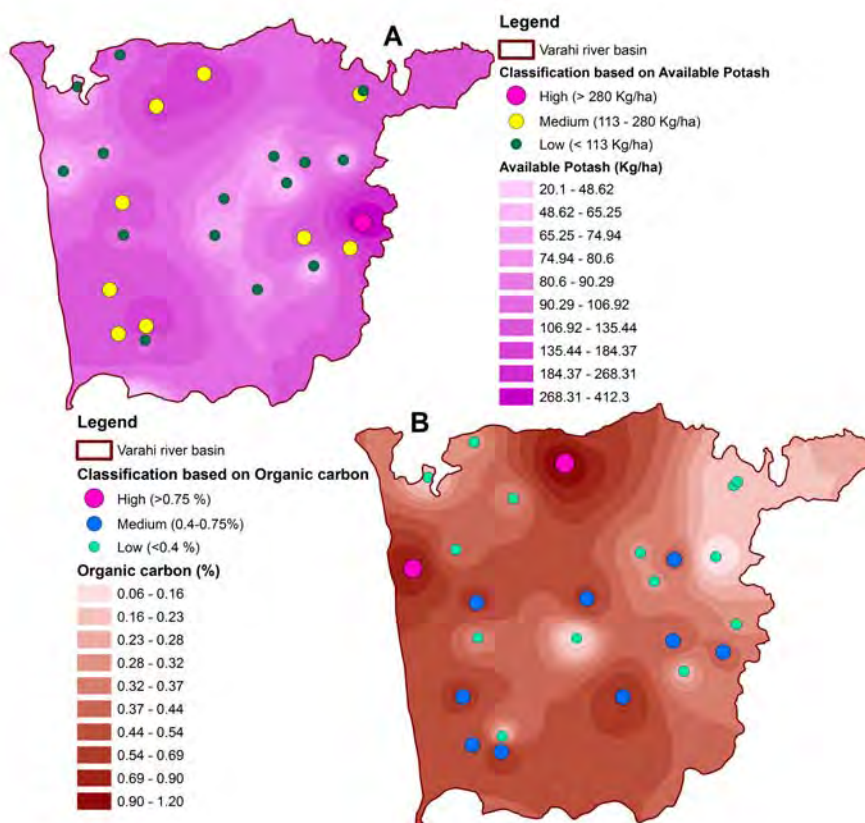 A
Legend
Varahi river basin
Classification based on Available Potash
High (> 280 Kg/ha)
Medium (113 - 280 Kg/ha)
Low (< 113 Kg/ha)
Available Potash (Kg/ha)
20.1 - 48.62
48.62 - 65.25
65.25 - 74.94
74.94 - 80.6
80.6 - 90.29
90.29 - 106.92
106.92 - 135.44
135.44 - 184.37
184.37 - 268.31
268.31 - 412.3
B
Legend
Varahi river basin
Classification based on Organic carbon
High (>0.75 %)
Medium (0.4-0.75%)
Low (<0.4 %)
Organic carbon (%)
0.06 - 0.16
0.16 - 0.23
0.23 - 0.28
0.28 - 0.32
0.32 - 0.37
0.37 - 0.44
0.44 - 0.54
0.54 - 0.69
0.69 - 0.90
0.90 - 1.20